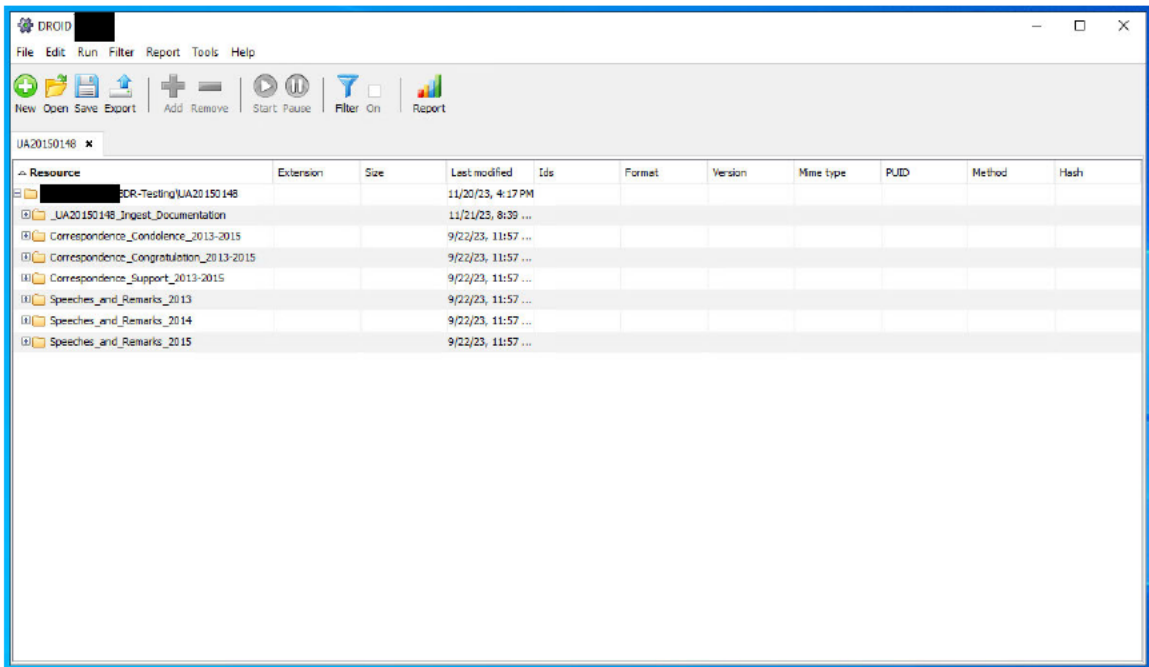 DROID
File Edit Run Filter Report Tools Help
New Open Save Export Add Remove Start Pause Filter On Report
UA20150148
Resource Extension Size Last modified Ids Format Version Mime type PUID Method Hash
BDR-Testing\UA20150148 11/20/23, 4:17 PM
_UA20150148_Ingest_Documentation 11/21/23, 8:39 ...
Correspondence_Condolence_2013-2015 9/22/23, 11:57 ...
Correspondence_Congratulation_2013-2015 9/22/23, 11:57 ...
Correspondence_Support_2013-2015 9/22/23, 11:57 ...
Speeches_and_Remarks_2013 9/22/23, 11:57 ...
Speeches_and_Remarks_2014 9/22/23, 11:57 ...
Speeches_and_Remarks_2015 9/22/23, 11:57 ...